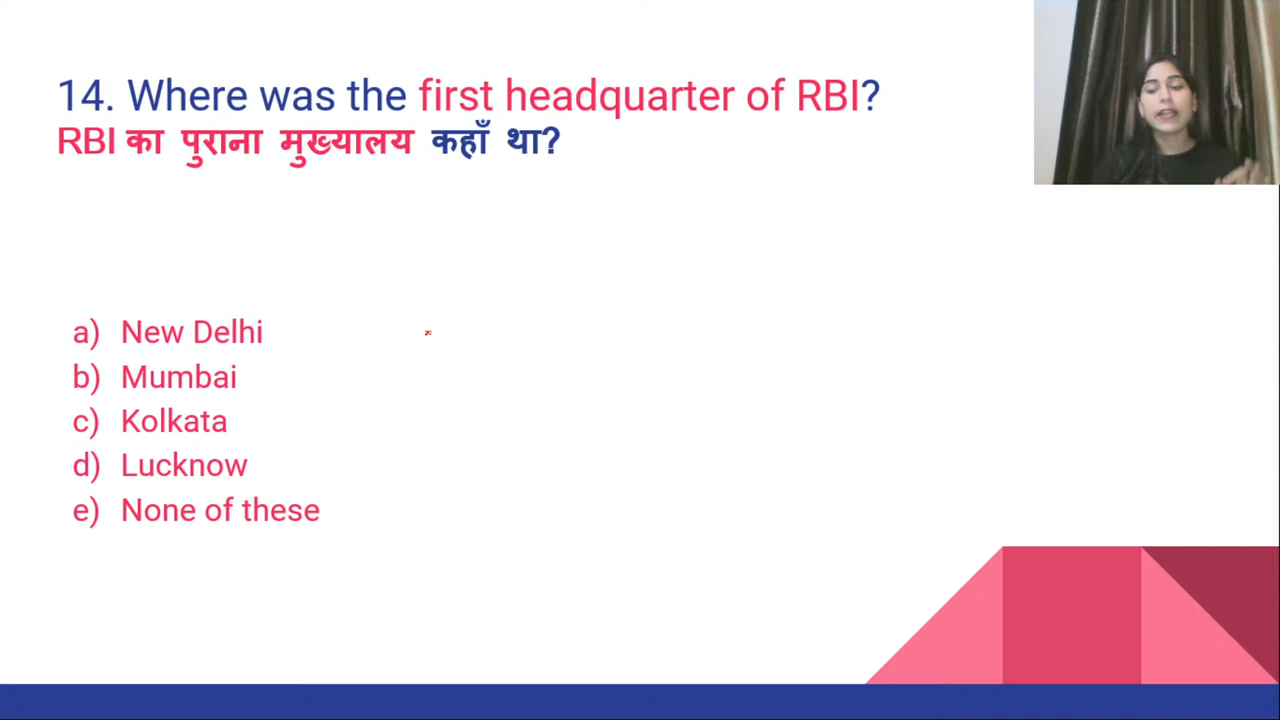 14. Where was the first headquarter of RBI?
RBI का पुराना मुख्यालय कहाँ था?
a) New Delhi
b) Mumbai
c) Kolkata
d) Lucknow
e) None of these